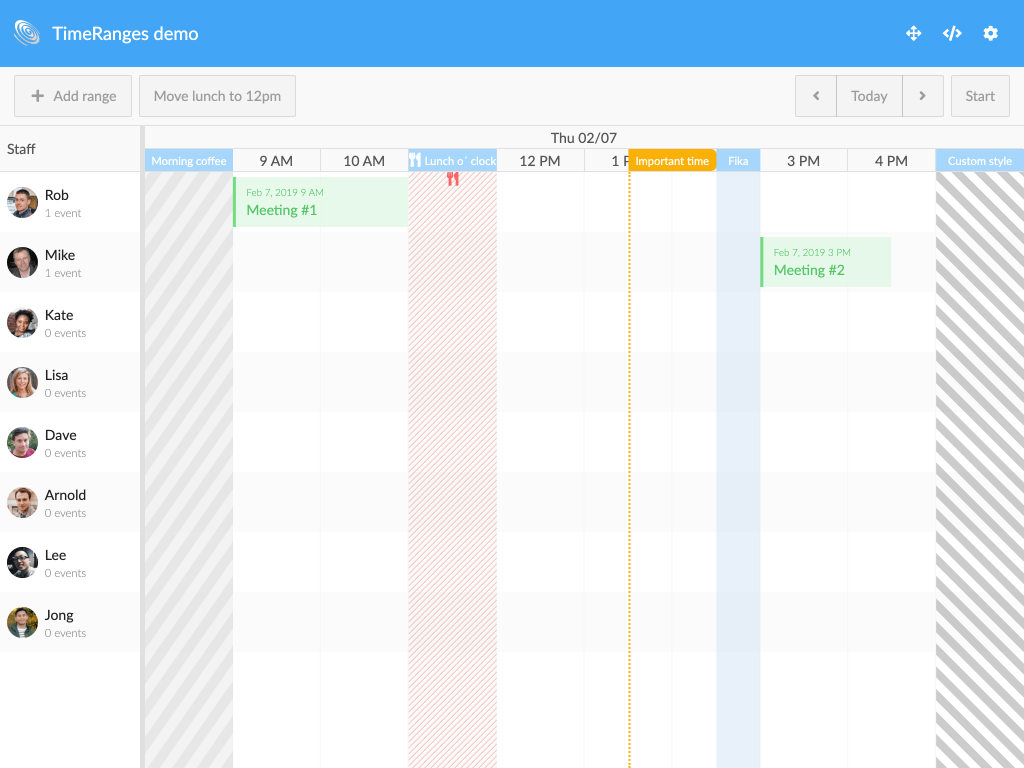 TimeRanges demo
Add range
Move lunch to 12pm
Today
Start
Staff
Thu 02/07
Morning coffee
9 AM
10 AM
Lunch o´ clock
12 PM
1 P
Important time
Fika
3 PM
4 PM
Custom style
Rob
1 event
Feb 7, 2019 9 AM
Meeting #1
Mike
1 event
Feb 7, 2019 3 PM
Meeting #2
Kate
0 events
Lisa
0 events
Dave
0 events
Arnold
0 events
Lee
0 events
Jong
0 events